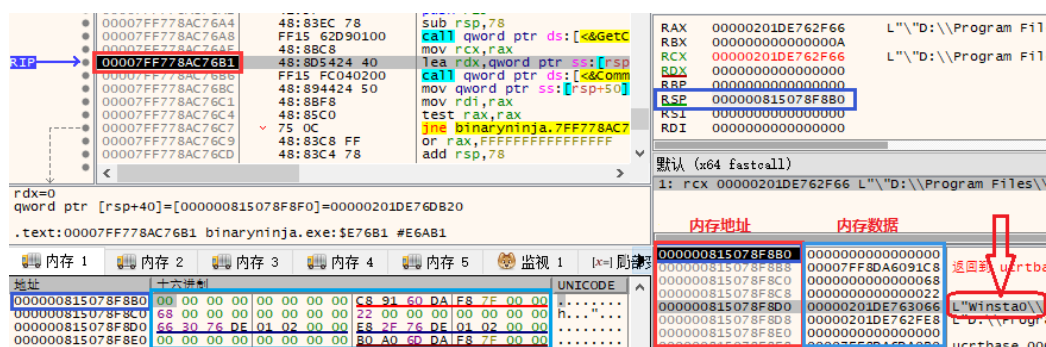 00007FF778AC76A4 48:83EC 78 sub rsp,78
00007FF778AC76A8 FF15 62D90100 call qword ptr ds:[<&GetC
00007FF778AC76AE 48:8BC8 mov rcx,rax
RIP 00007FF778AC76B1 48:8D5424 40 lea rdx,qword ptr ss:[rsp
00007FF778AC76B6 FF15 FC040200 call qword ptr ds:[<&Comm
00007FF778AC76BC 48:894424 50 mov qword ptr ss:[rsp+50]
00007FF778AC76C1 48:8BF8 mov rdi,rax
00007FF778AC76C4 48:85C0 test rax,rax
00007FF778AC76C7 75 0C jne binaryninja.7FF778AC7
00007FF778AC76C9 48:83C8 FF or rax,FFFFFFFFFFFFFFFF
00007FF778AC76CD 48:83C4 78 add rsp,78
rdx=0
qword ptr [rsp+40]=[000000815078F8F0]=00000201DE76DB20
.text:00007FF778AC76B1 binaryninja.exe:$E76B1 #E6AB1
RAX 00000201DE762F66 L"\"D:\\Program Fil
RBX 000000000000000A
RCX 00000201DE762F66 L"\"D:\\Program Fil
RDX 0000000000000000
RBP 0000000000000000
RSP 000000815078F8B0
RSI 0000000000000000
RDI 0000000000000000
默认 (x64 fastcall)
1: rcx 00000201DE762F66 L"\"D:\\Program Files\\
内存 1 内存 2 内存 3 内存 4 内存 5 监视 1 [x=]
地址 十六进制 UNICODE
000000815078F8B0 00 00 00 00 00 00 00 00 C8 91 60 DA F8 7F 00 00 ........
000000815078F8C0 68 00 00 00 00 00 00 00 22 00 00 00 00 00 00 00 h..."...
000000815078F8D0 66 30 76 DE 01 02 00 00 E8 2F 76 DE 01 02 00 00
000000815078F8E0 00 00 00 00 00 00 00 00 B0 A0 6D DA F8 7F 00 00
内存地址 内存数据
000000815078F8B0 0000000000000000
000000815078F8B8 00007FF8DA6091C8 返回到 ucrtba
000000815078F8C0 0000000000000068
000000815078F8C8 0000000000000022
000000815078F8D0 00000201DE763066 L"Winsta0\\
000000815078F8D8 00000201DE762FE8 L"D:\\Progr
000000815078F8E0 0000000000000000